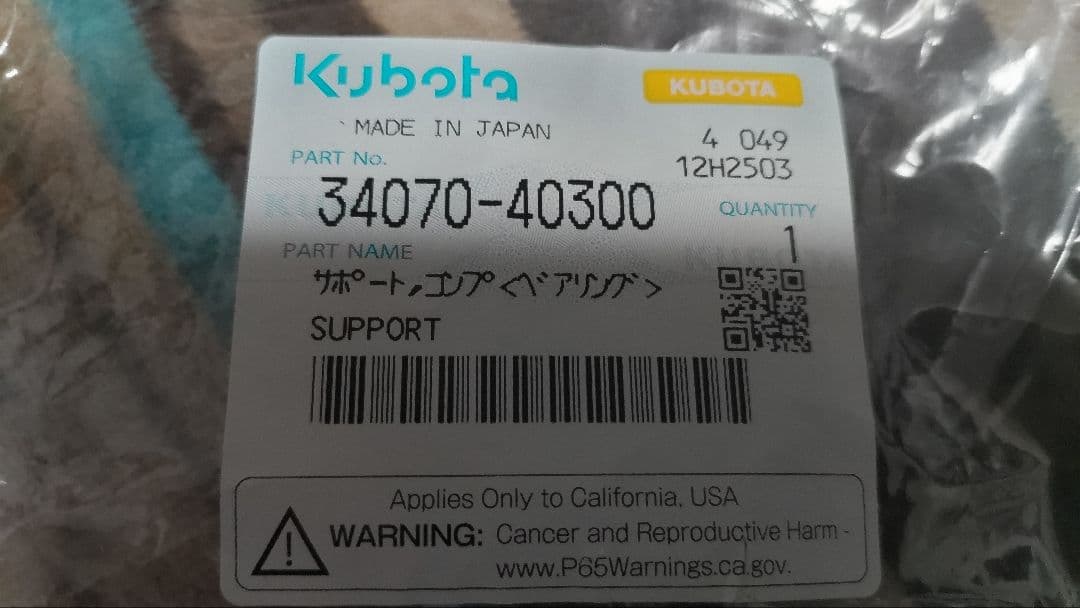 Kubota
KUBOTA
MADE IN JAPAN
4 049
12H2503
PART No.
34070-40300
QUANTITY
1
PART NAME
サポート,コンプ<ベアリング>
SUPPORT
Applies Only to California, USA
WARNING: Cancer and Reproductive Harm -
www.P65Warnings.ca.gov.